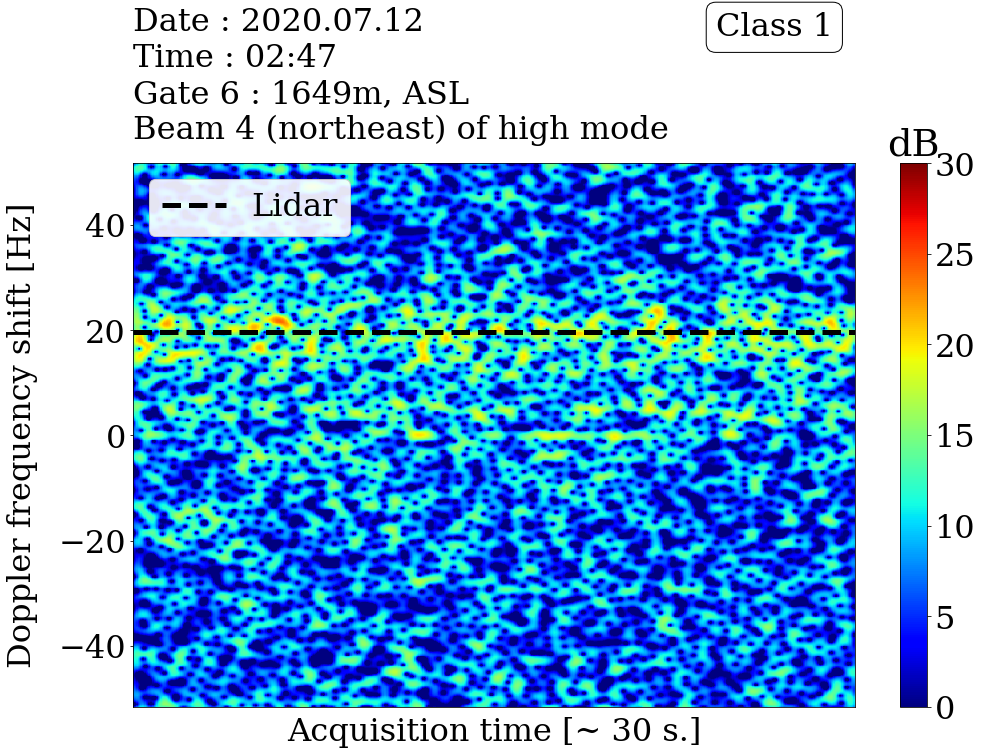 Date : 2020.07.12
Time : 02:47
Gate 6 : 1649m, ASL
Beam 4 (northeast) of high mode
Class 1
dB
Lidar
Doppler frequency shift [Hz]
40
20
0
−20
−40
30
25
20
15
10
5
0
Acquisition time [~ 30 s.]